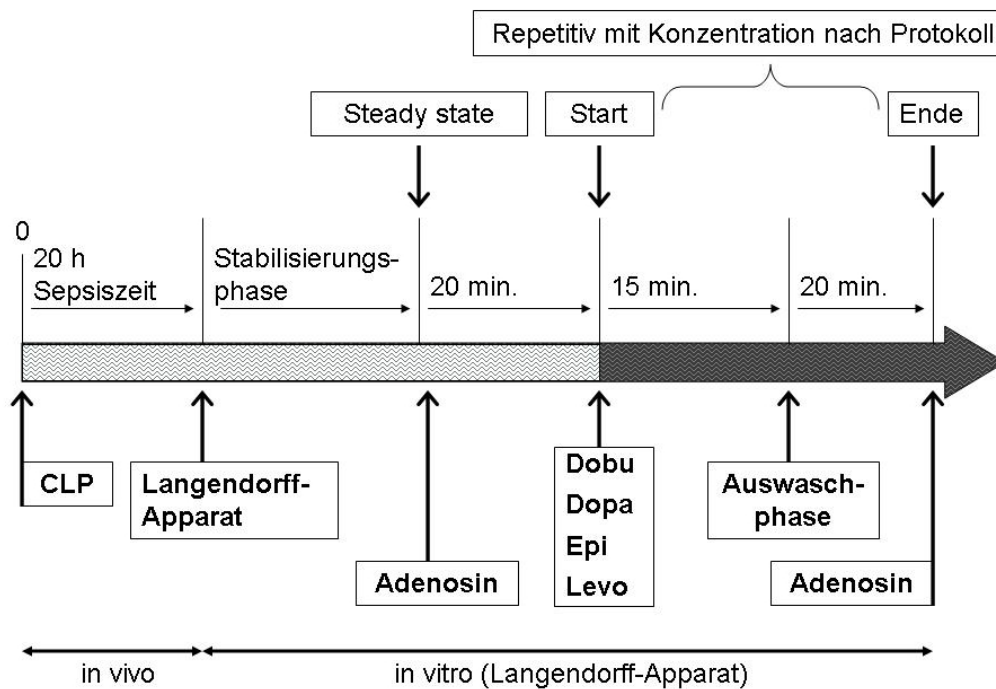 Repetitiv mit Konzentration nach Protokoll
Steady state
Start
Ende
0
20 h
Sepsiszeit
Stabilisierungs-
phase
20 min.
15 min.
20 min.
CLP
Langendorff-
Apparat
Adenosin
Dobu
Dopa
Epi
Levo
Auswasch-
phase
Adenosin
in vivo
in vitro (Langendorff-Apparat)